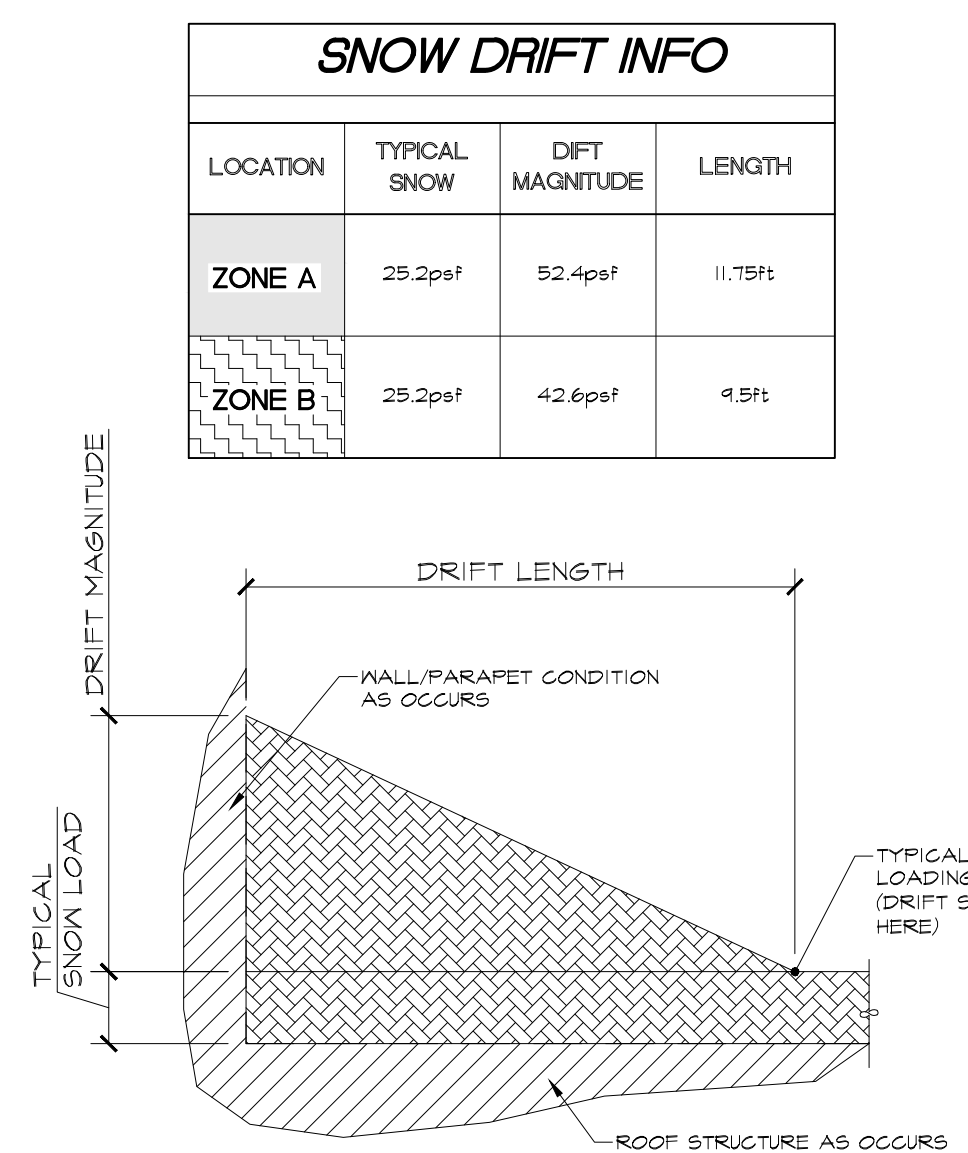 SNOW DRIFT INFO
LOCATION
TYPICAL
SNOW
DIFT
MAGNITUDE
LENGTH
ZONE A
25.2psf
52.4psf
11.75ft
ZONE B
25.2psf
42.6psf
9.5ft
DRIFT MAGNITUDE
DRIFT LENGTH
WALL/PARAPET CONDITION
AS OCCURS
TYPICAL
SNOW LOAD
TYPICAL
LOADING
(DRIFT S
HERE)
ROOF STRUCTURE AS OCCURS